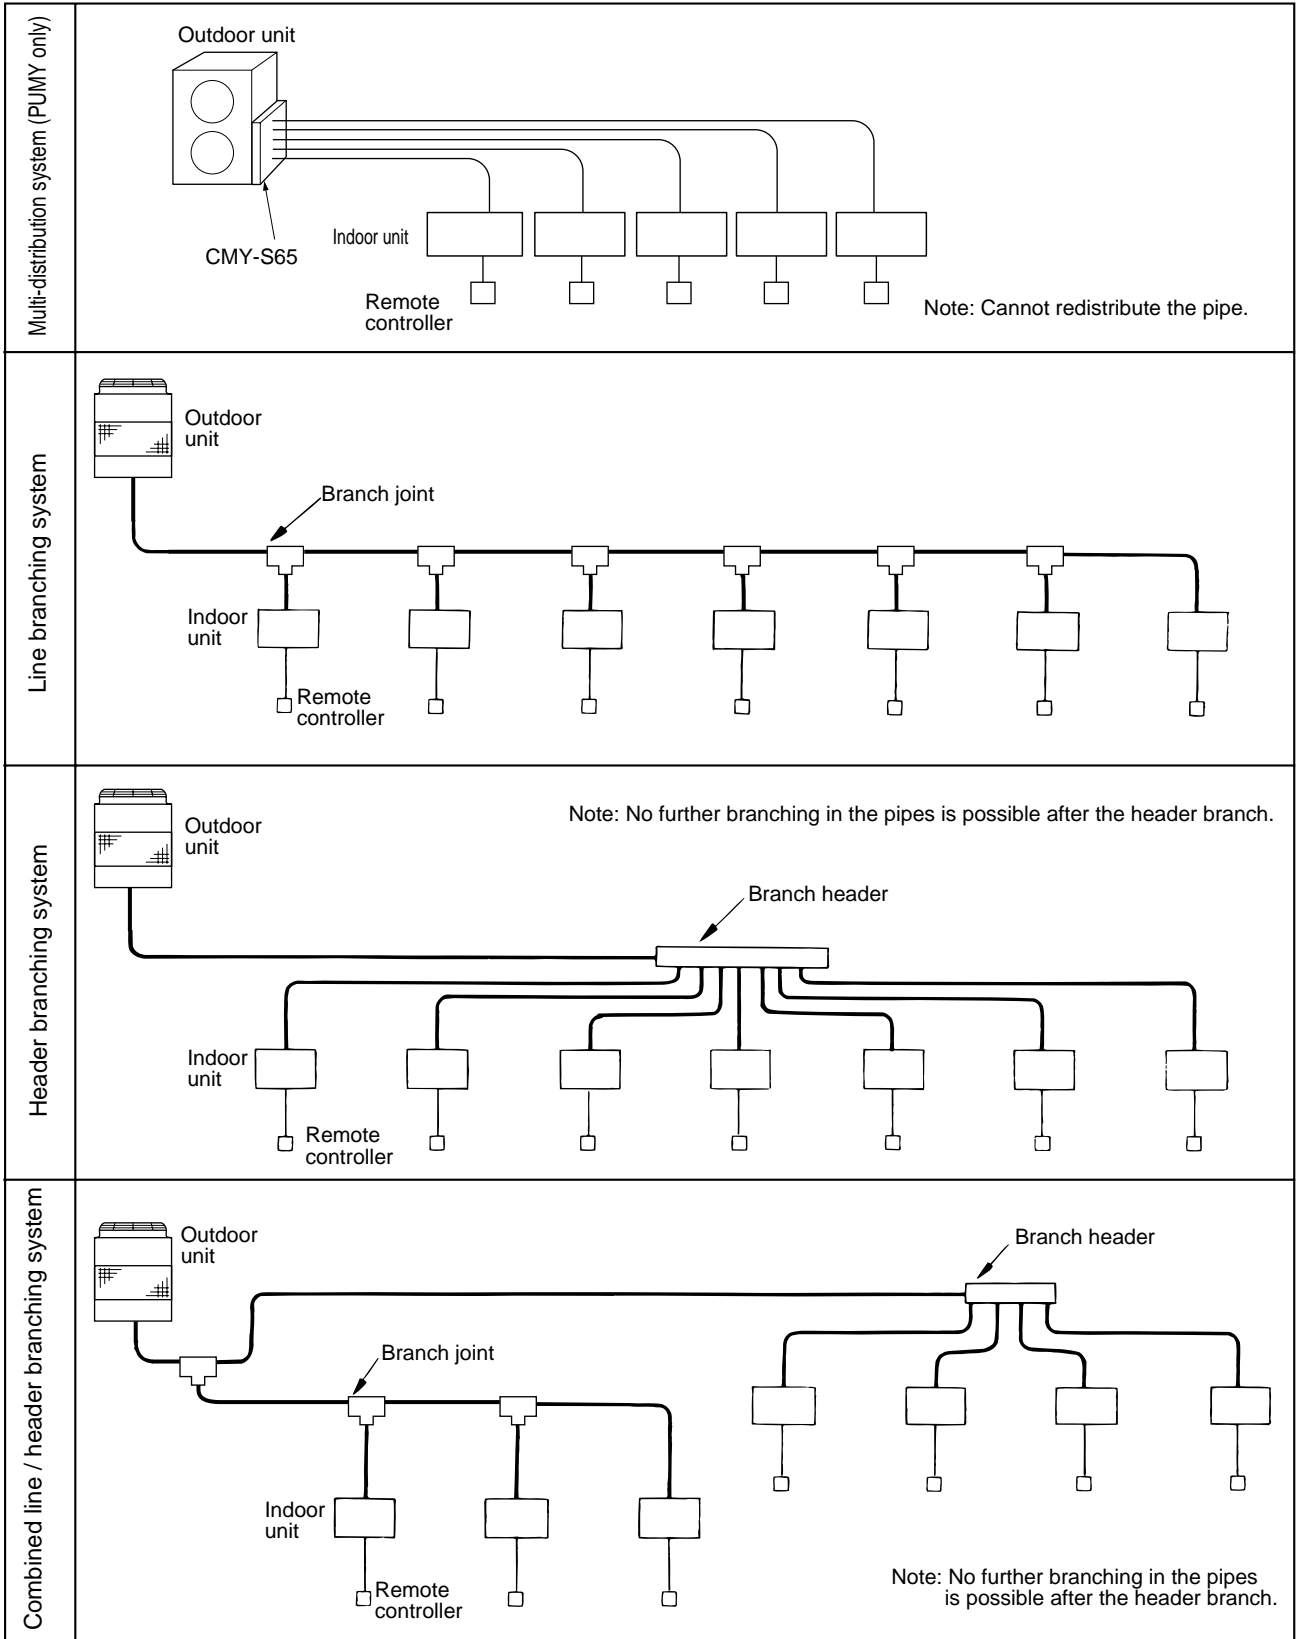 Multi-distribution system (PUMY only)
Outdoor unit
CMY-S65
Indoor unit
Remote
controller
Note: Cannot redistribute the pipe.
Line branching system
Outdoor
unit
Branch joint
Indoor
unit
Remote
controller
Header branching system
Outdoor
unit
Note: No further branching in the pipes is possible after the header branch.
Branch header
Indoor
unit
Remote
controller
Combined line / header branching system
Outdoor
unit
Branch header
Branch joint
Indoor
unit
Remote
controller
Note: No further branching in the pipes
is possible after the header branch.